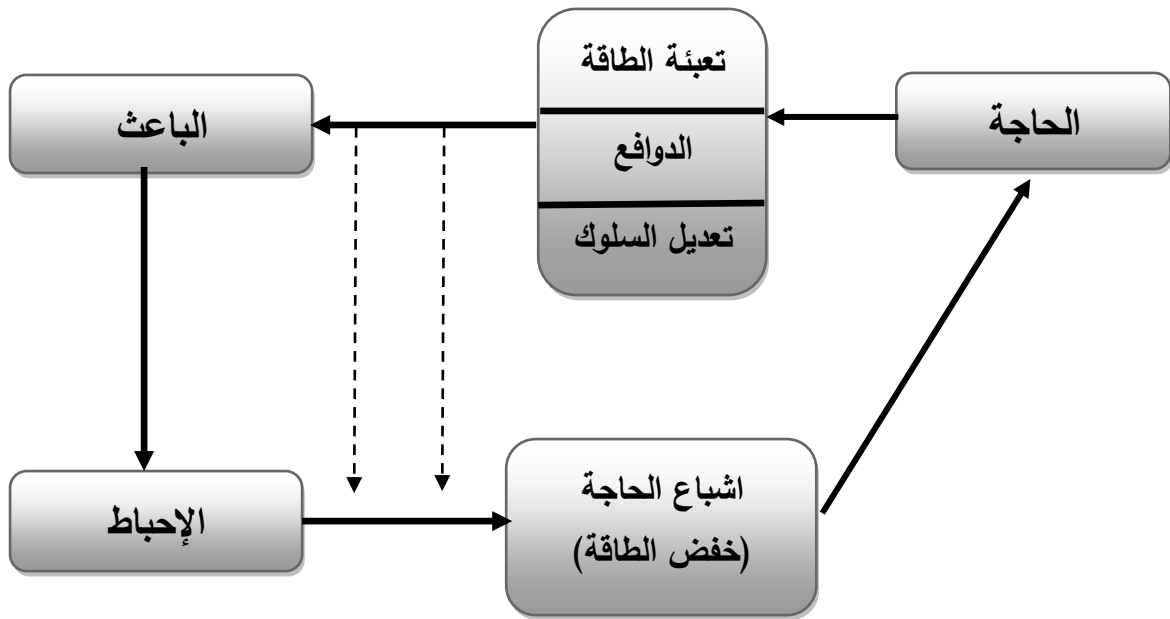 الحاجة
تعبئة الطاقة
الدوافع
تعديل السلوك
الباعث
الإحباط
اشباع الحاجة
(خفض الطاقة)